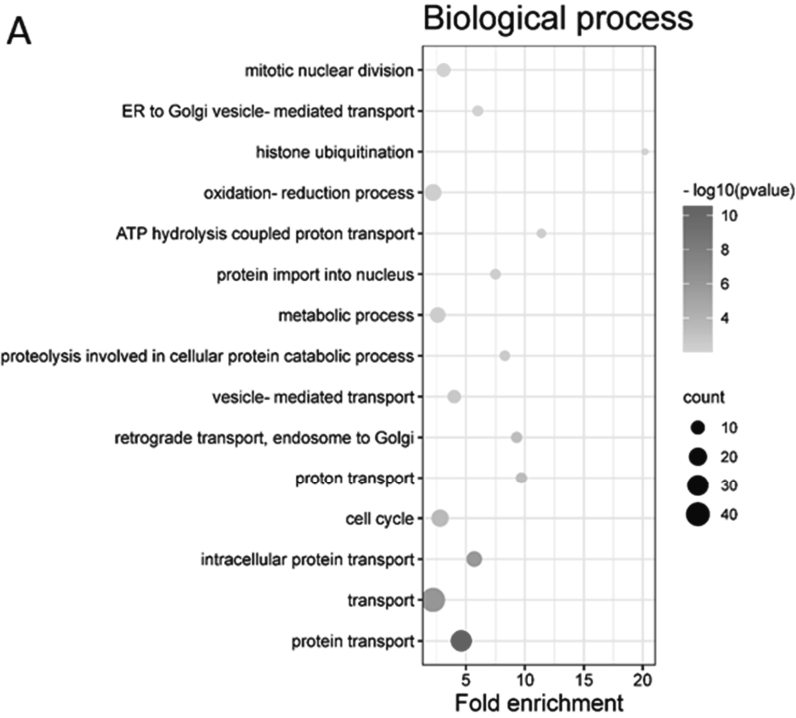 A
Biological process
mitotic nuclear division
ER to Golgi vesicle- mediated transport
histone ubiquitination
oxidation- reduction process
ATP hydrolysis coupled proton transport
protein import into nucleus
metabolic process
proteolysis involved in cellular protein catabolic process
vesicle- mediated transport
retrograde transport, endosome to Golgi
proton transport
cell cycle
intracellular protein transport
transport
protein transport
5 10 15 20
Fold enrichment
- log10(pvalue)
10
8
6
4
count
10
20
30
40